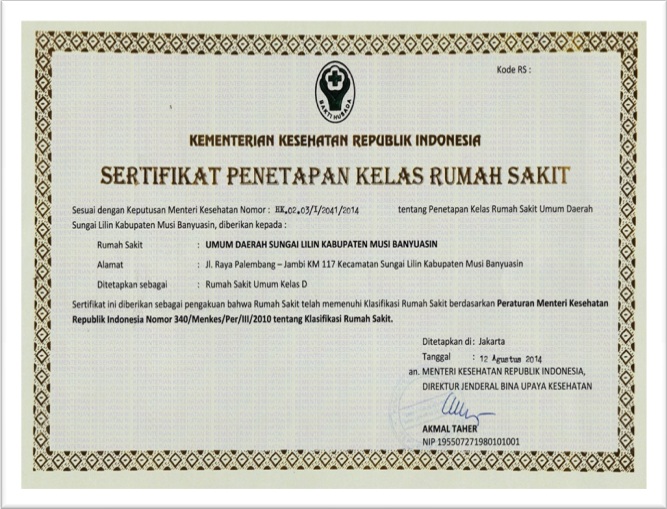 Kode RS :
BAKTI HUSADA
KEMENTERIAN KESEHATAN REPUBLIK INDONESIA
SERTIFIKAT PENETAPAN KELAS RUMAH SAKIT
Sesuai dengan Keputusan Menteri Kesehatan Nomor : HK.02.03/I/2041/2014 tentang Penetapan Kelas Rumah Sakit Umum Daerah
Sungai Lilin Kabupaten Musi Banyuasin, diberikan kepada :
Rumah Sakit : UMUM DAERAH SUNGAI LILIN KABUPATEN MUSI BANYUASIN
Alamat : Jl. Raya Palembang – Jambi KM 117 Kecamatan Sungai Lilin Kabupaten Musi Banyuasin
Ditetapkan sebagai : Rumah Sakit Umum Kelas D
Sertifikat ini diberikan sebagai pengakuan bahwa Rumah Sakit telah memenuhi Klasifikasi Rumah Sakit berdasarkan Peraturan Menteri Kesehatan
Republik Indonesia Nomor 340/Menkes/Per/III/2010 tentang Klasifikasi Rumah Sakit.
Ditetapkan di : Jakarta
Tanggal : 12 Agustus 2014
an. MENTERI KESEHATAN REPUBLIK INDONESIA,
DIREKTUR JENDERAL BINA UPAYA KESEHATAN
AKMAL TAHER
NIP 195507271980101001